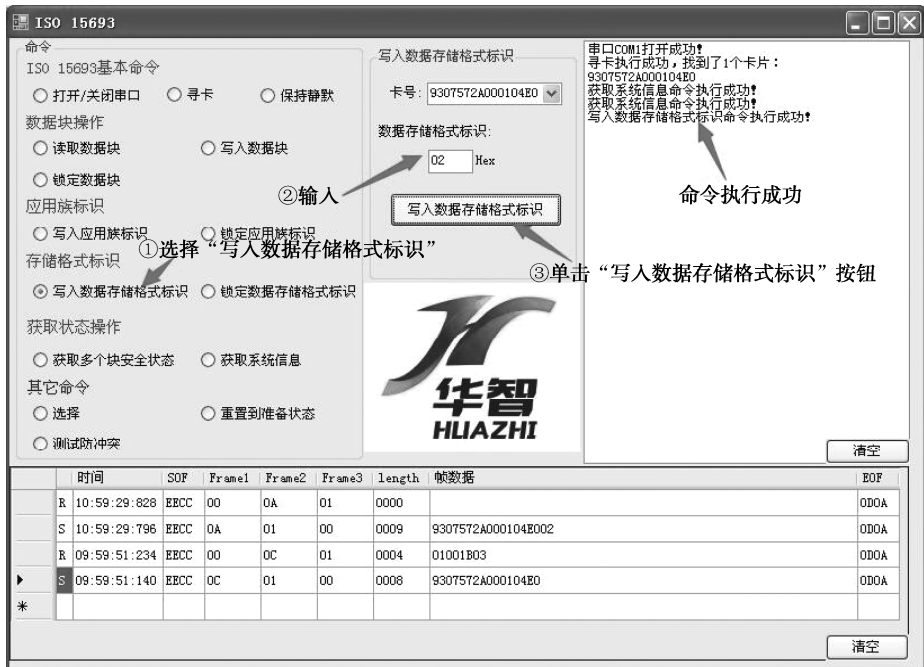 ISO 15693
命令
ISO 15693基本命令
打开/关闭串口 寻卡 保持静默
数据块操作
读取数据块 写入数据块
锁定数据块
应用族标识
写入应用族标识 锁定应用族标识
①选择“写入数据存储格式标识”
存储格式标识
写入数据存储格式标识 锁定数据存储格式标识
获取状态操作
获取多个块安全状态 获取系统信息
其它命令
选择 重置到准备状态
测试防冲突
写入数据存储格式标识
卡号: 9307572A000104E0
数据存储格式标识:
02 Hex
②输入
写入数据存储格式标识
③单击“写入数据存储格式标识”按钮
华智
HUAZHI
串口COM1打开成功!
寻卡执行成功,找到了1个卡片:
9307572A000104E0
获取系统信息命令执行成功!
获取系统信息命令执行成功!
写入数据存储格式标识命令执行成功!
命令执行成功
清空
时间 SOF Frame1 Frame2 Frame3 length 帧数据 EOF
R 10:59:29:828 EECC 00 0A 01 0000 0D0A
S 10:59:29:796 EECC 0A 01 00 0009 9307572A000104E002 0D0A
R 09:59:51:234 EECC 00 0C 01 0004 01001B03 0D0A
S 09:59:51:140 EECC 0C 01 00 0008 9307572A000104E0 0D0A
清空